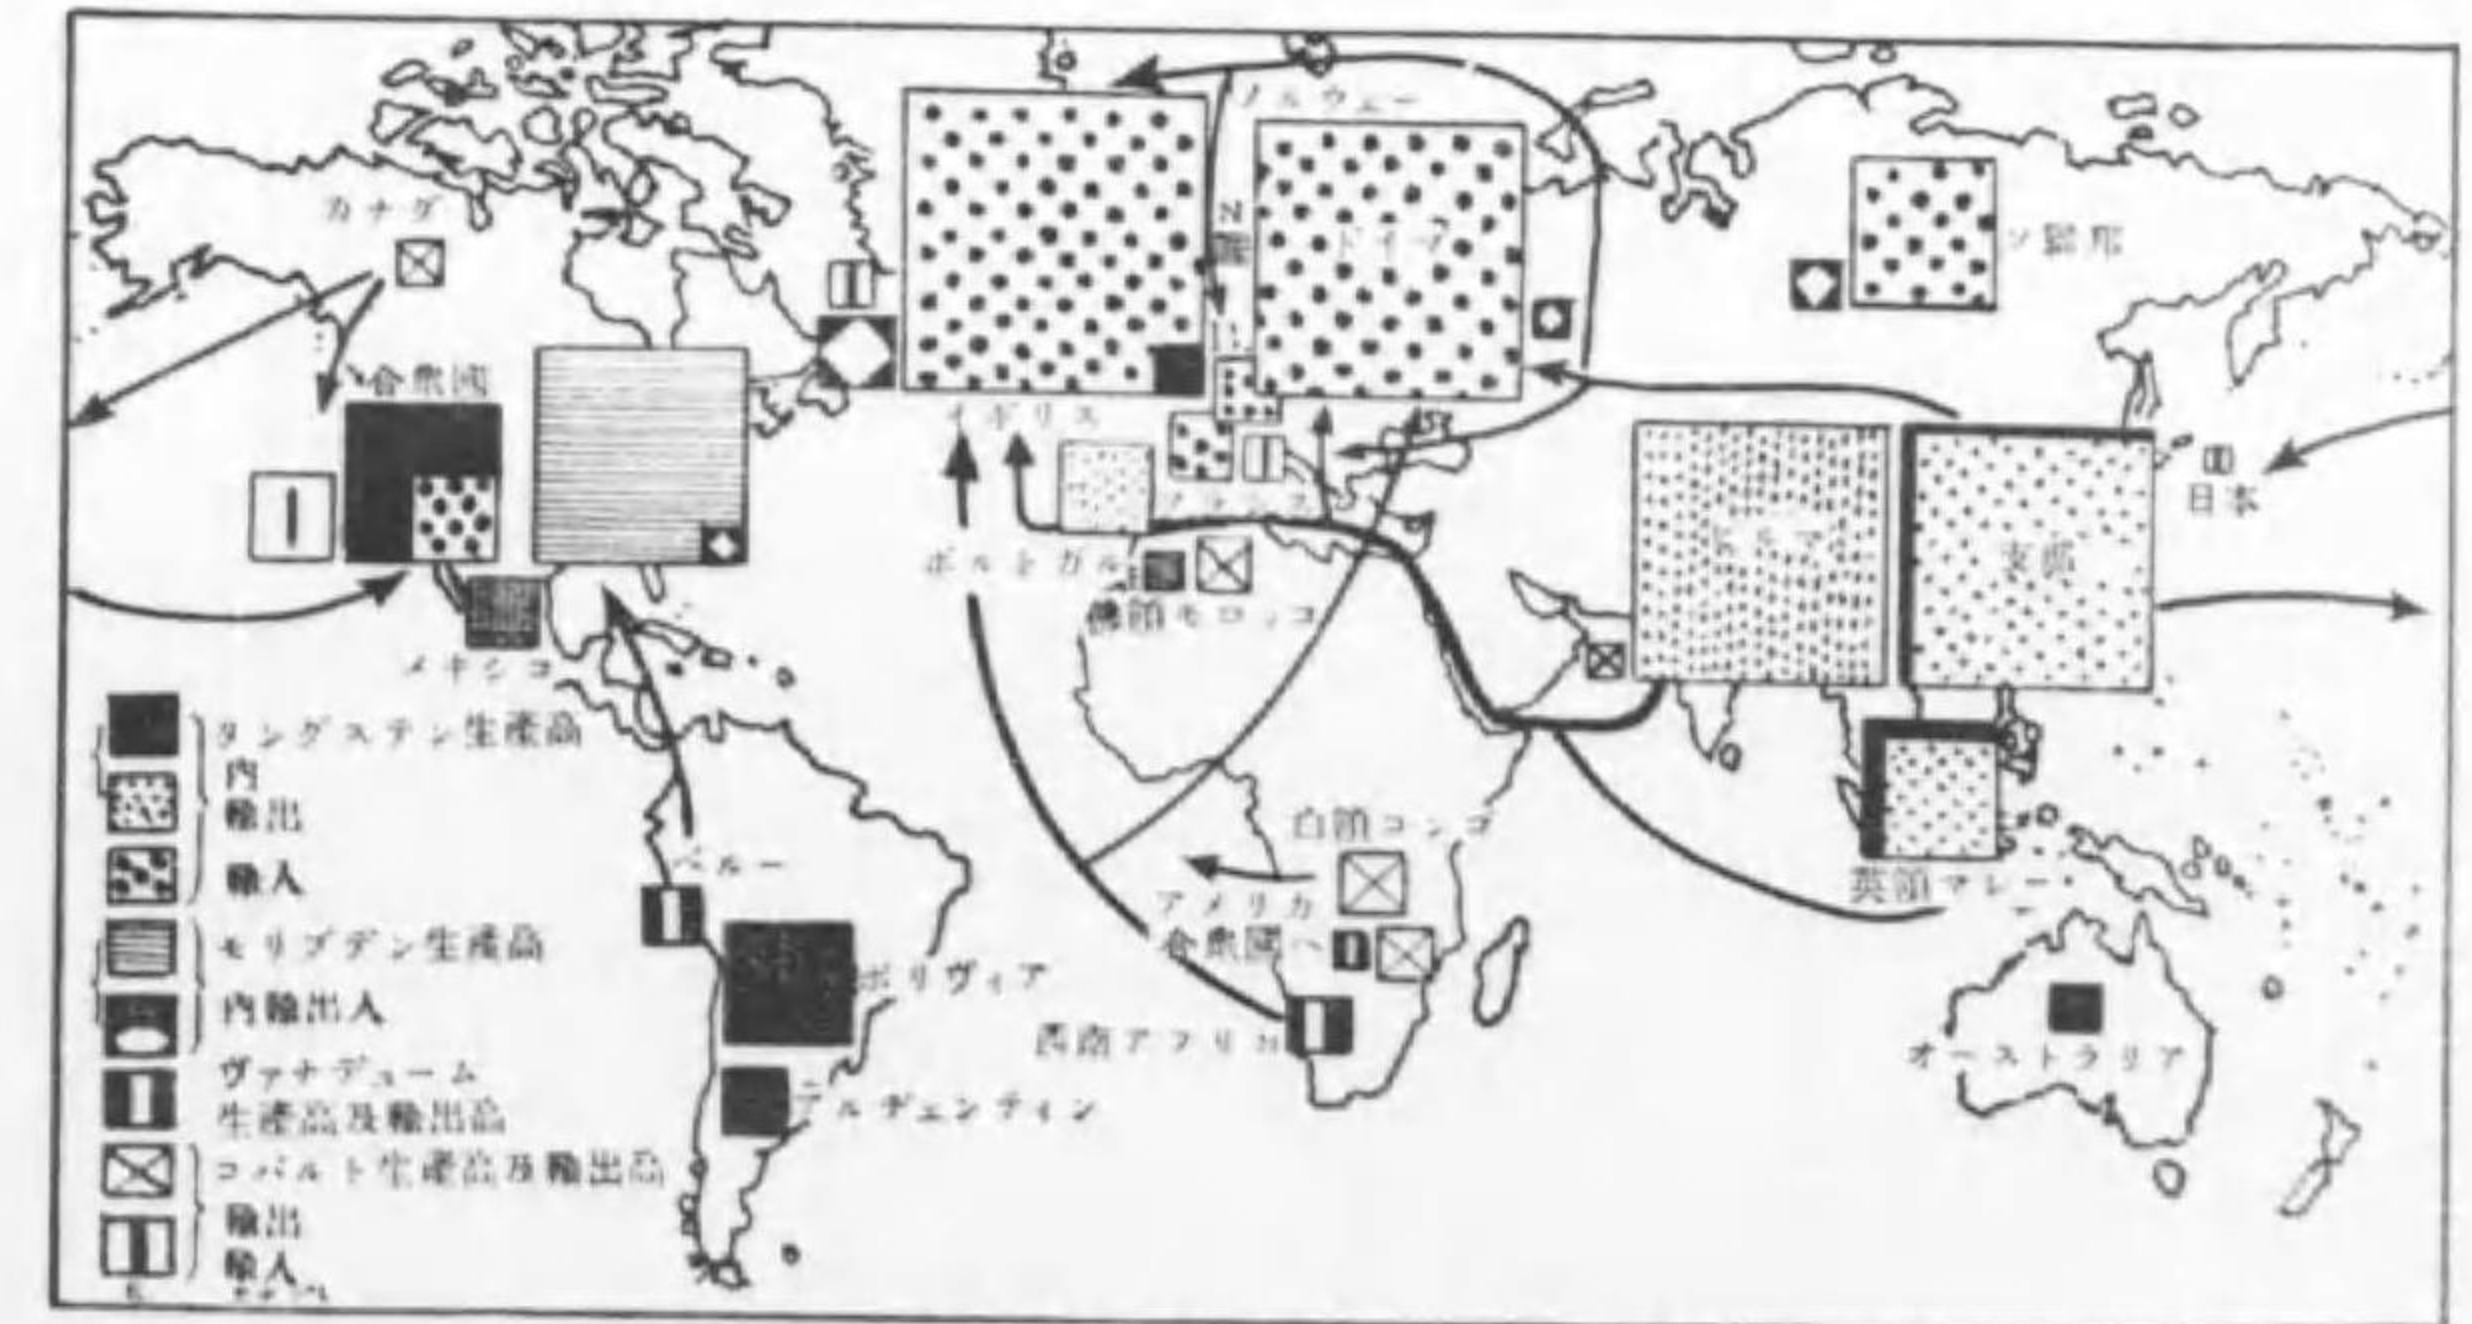 ノルウェー
カナダ
ドイツ
ソ聯邦
合衆國
イギリス
フランス
日本
ビルマ
支那
ポルトガル
佛領モロッコ
メキシコ
タングステン生産高
内
輸出
輸入
モリブデン生産高
内輸出入
ヴァナデューム
生産高及輸出高
コバルト生産高及輸出高
輸出
輸入
ペルー
ボリヴィア
アルゼェンティン
白領コンゴ
アメリカ
合衆國へ
西南アフリカ
英領マレー
オーストラリア